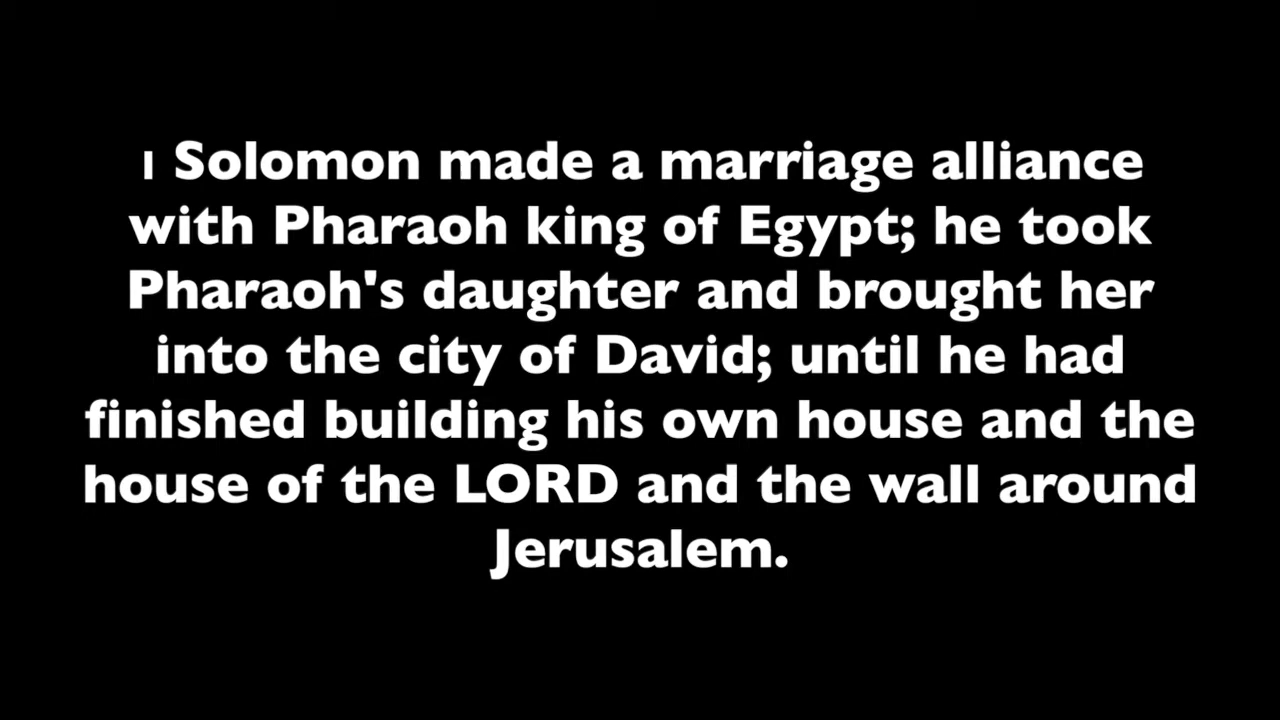 1 Solomon made a marriage alliance
with Pharaoh king of Egypt; he took
Pharaoh's daughter and brought her
into the city of David; until he had
finished building his own house and the
house of the LORD and the wall around
Jerusalem.